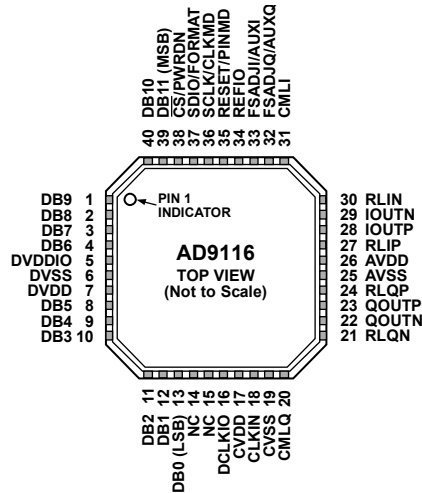 40 DB10
39 DB11 (MSB)
38 CS/PWRDN
37 SDIO/FORMAT
36 SCLK/CLKMD
35 RESET/PINMD
34 REFIO
33 FSADJI/AUXI
32 FSADJQ/AUXQ
31 CMLI
DB9 1
DB8 2
DB7 3
DB6 4
DVDDIO 5
DVSS 6
DVDD 7
DB5 8
DB4 9
DB3 10
PIN 1
INDICATOR
AD9116
TOP VIEW
(Not to Scale)
30 RLIN
29 IOUTN
28 IOUTP
27 RLIP
26 AVDD
25 AVSS
24 RLQP
23 QOUTP
22 QOUTN
21 RLQN
DB2 11
DB1 12
DB0 (LSB) 13
NC 14
NC 15
DCLKIO 16
CVDD 17
CLKIN 18
CVSS 19
CMLQ 20